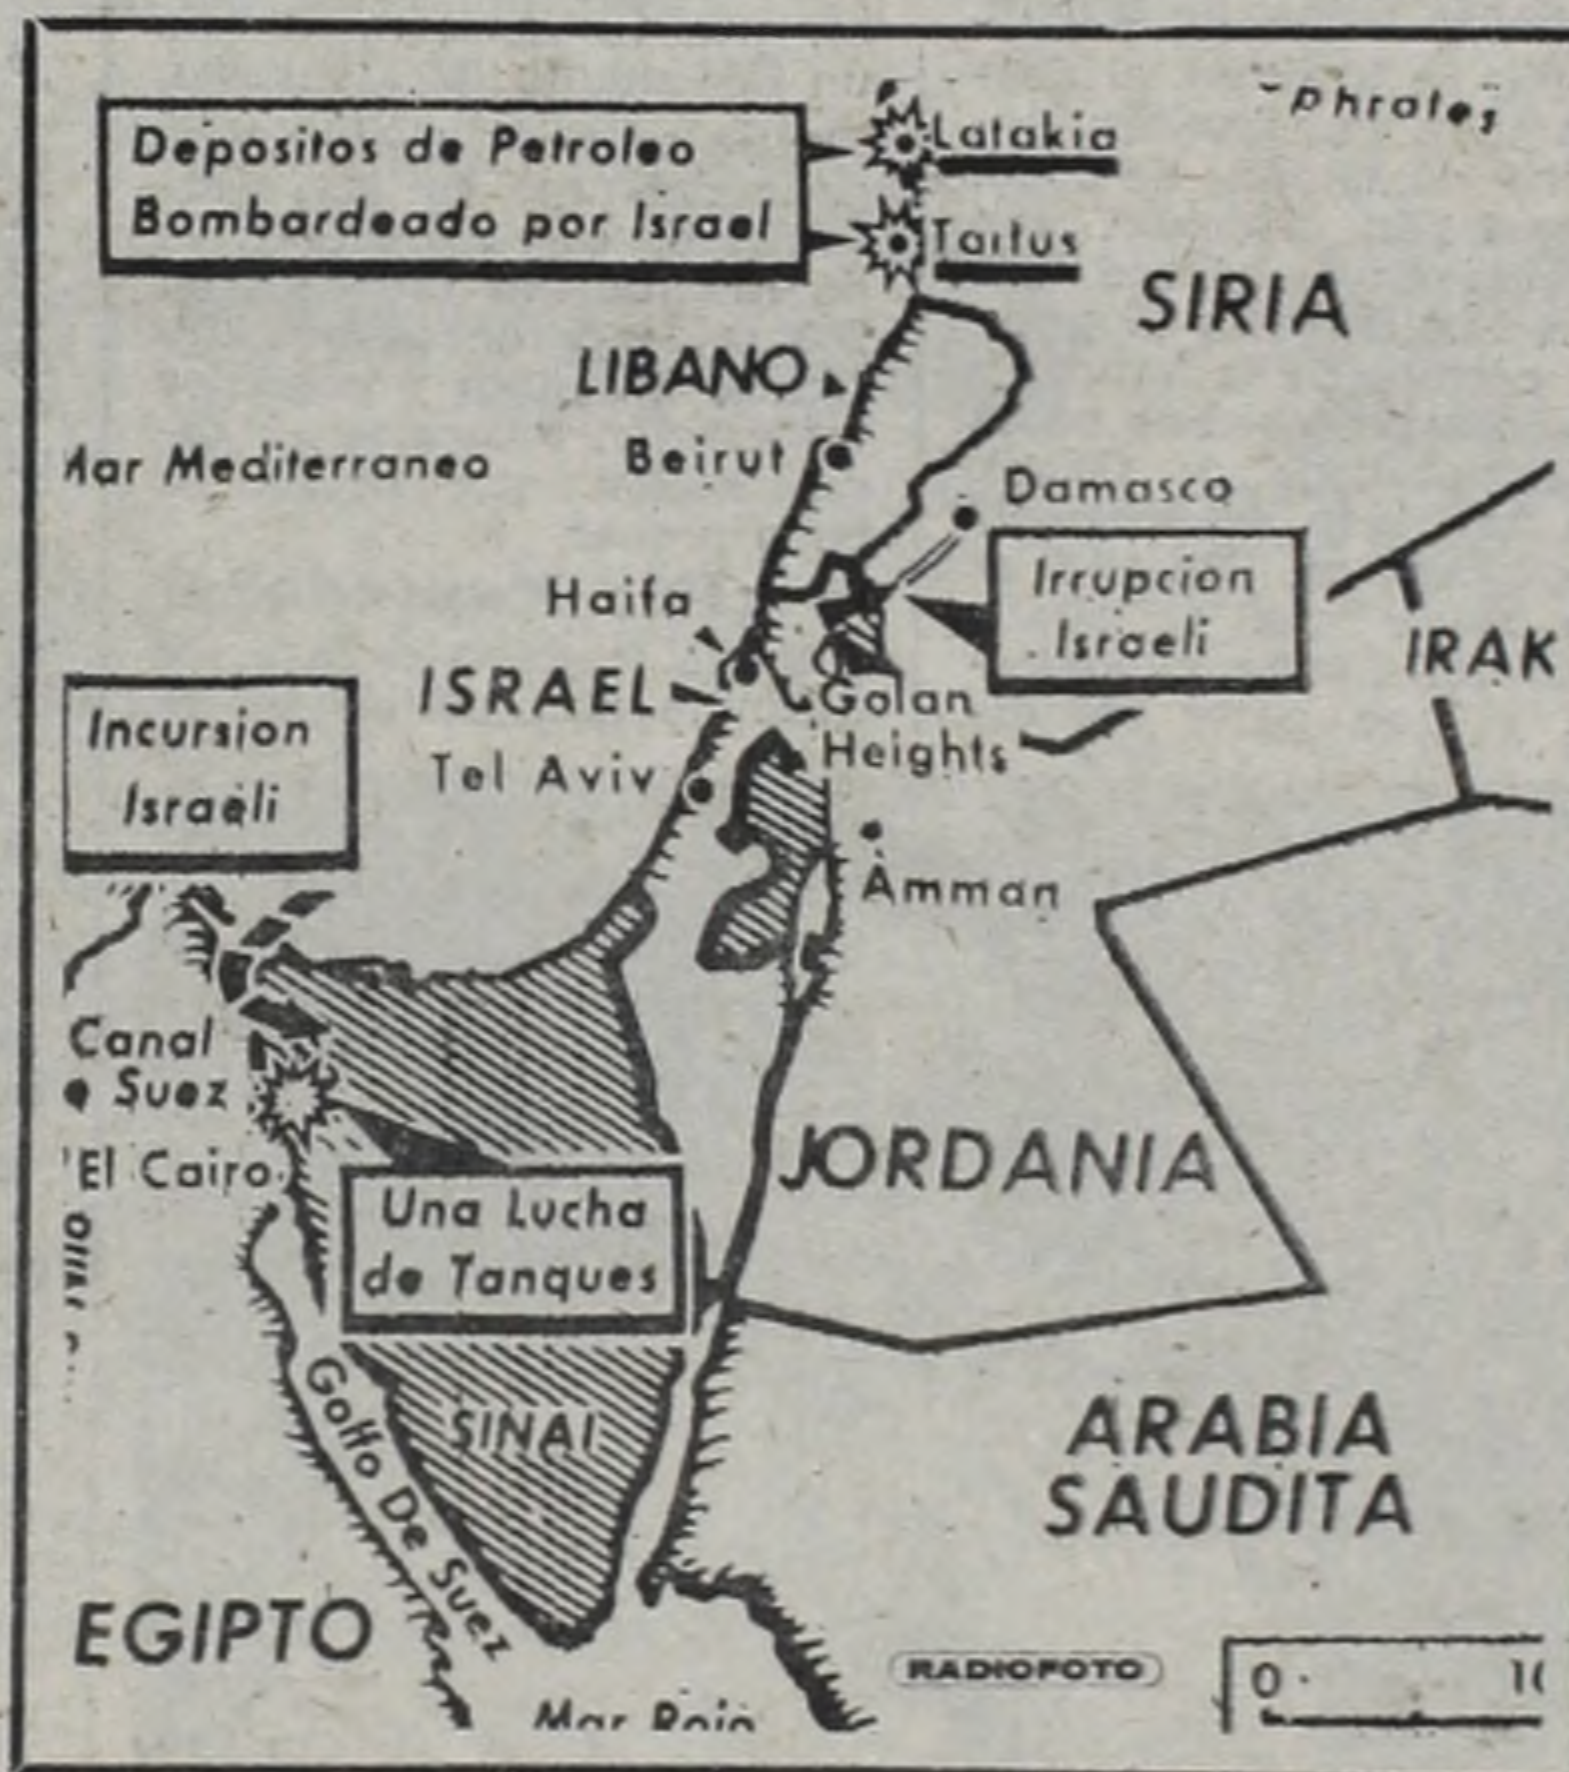 phrates
Depositos de Petroleo
Bombardeado por Israel
Latakia
Tartus
SIRIA
LIBANO
Beirut
Mar Mediterraneo
Damasco
Irrupcion
Israeli
Haifa
IRAK
ISRAEL
Golan
Heights
Tel Aviv
Incursion
Israeli
Amman
Canal
e Suez
El Cairo
Una Lucha
de Tanques
JORDANIA
Golfo De Suez
SINAI
ARABIA
SAUDITA
EGIPTO
RADIOFOTO
0
Mar Rojo